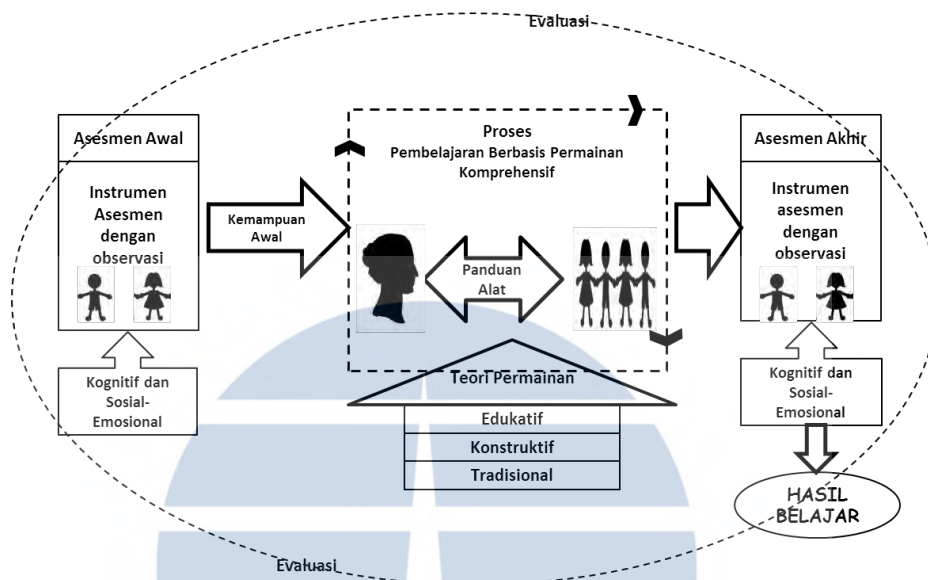 Evaluasi
Asesmen Awal
Instrumen
Asesmen
dengan
observasi
Kognitif dan
Sosial-
Emosional
Kemampuan
Awal
Proses
Pembelajaran Berbasis Permainan
Komprehensif
Panduan
Alat
Teori Permainan
Edukatif
Konstruktif
Tradisional
Asesmen Akhir
Instrumen
asesmen
dengan
observasi
Kognitif dan
Sosial-
Emosional
HASIL
BELAJAR
Evaluasi